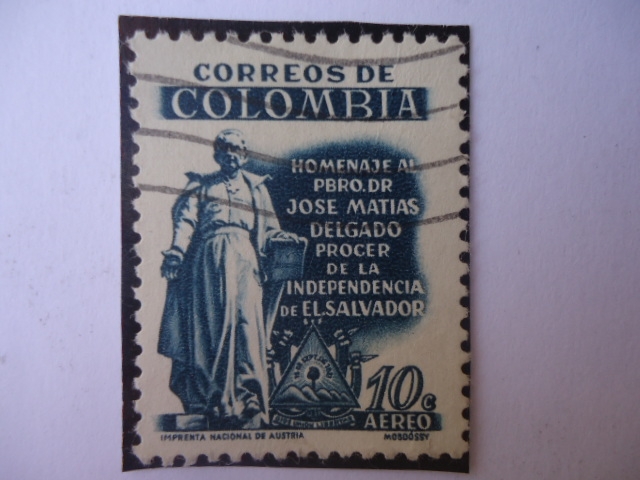 CORREOS DE
COLOMBIA
HOMENAJE AL
PBRO. DR
JOSE MATIAS
DELGADO
PROCER
DE LA
INDEPENDENCIA
DE EL SALVADOR
10c
AEREO
IMPRENTA NACIONAL DE AUSTRIA
MOSDÓSSY